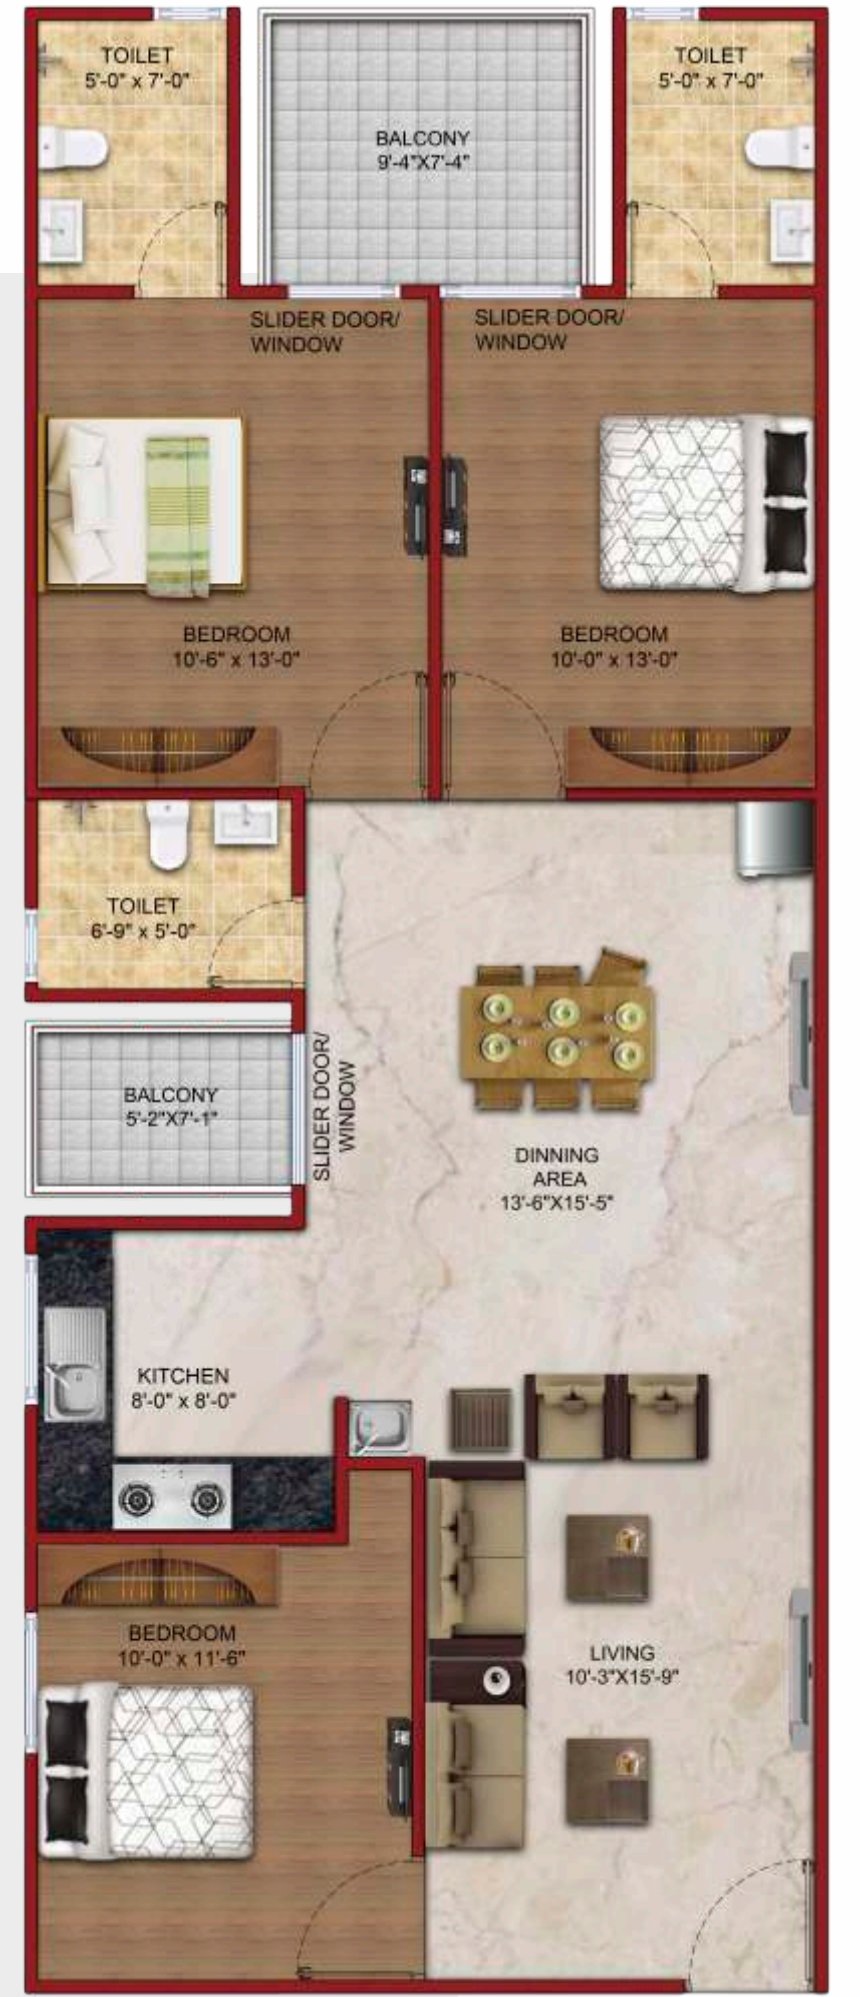 TOILET
5'-0" x 7'-0"
TOILET
5'-0" x 7'-0"
BALCONY
9'-4"X7'-4"
SLIDER DOOR/
WINDOW
SLIDER DOOR/
WINDOW
BEDROOM
10'-6" x 13'-0"
BEDROOM
10'-0" x 13'-0"
TOILET
6'-9" x 5'-0"
BALCONY
5'-2"X7'-1"
SLIDER DOOR/
WINDOW
DINNING
AREA
13'-6"X15'-5"
KITCHEN
8'-0" x 8'-0"
BEDROOM
10'-0" x 11'-6"
LIVING
10'-3"X15'-9"